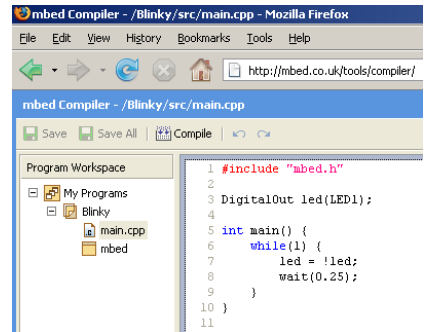 mbed Compiler - /Blinky/src/main.cpp - Mozilla Firefox
File Edit View History Bookmarks Tools Help
http://mbed.co.uk/tools/compiler/
mbed Compiler - /Blinky/src/main.cpp
Save Save All Compile
Program Workspace
My Programs
Blinky
main.cpp
mbed
1 #include "mbed.h"
2
3 DigitalOut led(LED1);
4
5 int main() {
6 while(1) {
7 led = !led;
8 wait(0.25);
9 }
10 }
11